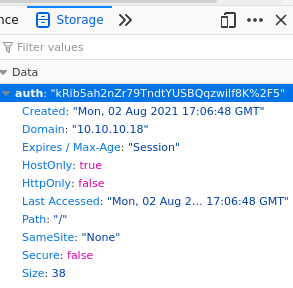 nce Storage
Filter values
Data
auth: "kRib5ah2nZr79TndtYUSBQqzwilf8K%2F5"
Created: "Mon, 02 Aug 2021 17:06:48 GMT"
Domain: "10.10.10.18"
Expires / Max-Age: "Session"
HostOnly: true
HttpOnly: false
Last Accessed: "Mon, 02 Aug 2... 17:06:48 GMT"
Path: "/"
SameSite: "None"
Secure: false
Size: 38